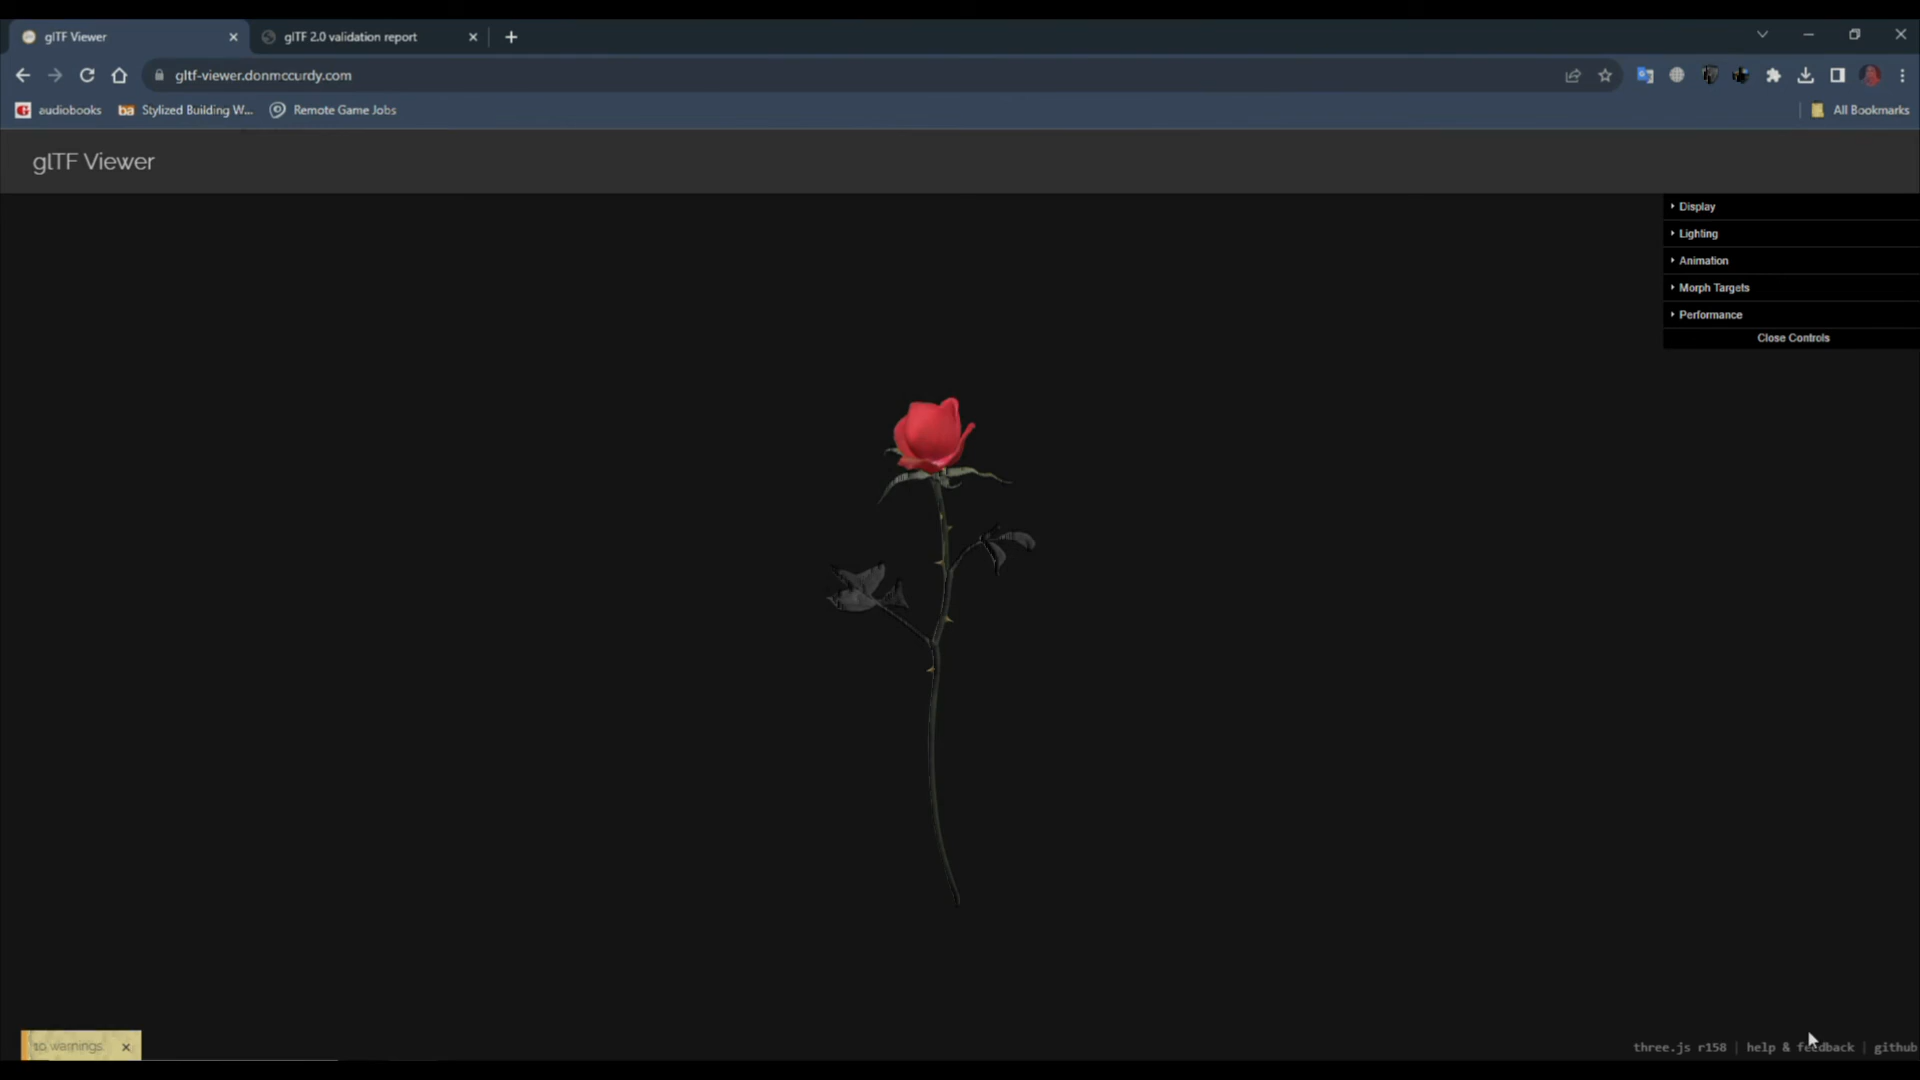 glTF Viewer
glTF 2.0 validation report
gltf-viewer.donmccurdy.com
audiobooks
ba Stylized Building W...
Remote Game Jobs
All Bookmarks
glTF Viewer
Display
Lighting
Animation
Morph Targets
Performance
Close Controls
10 warnings
three.js r158 | help & feedback | github